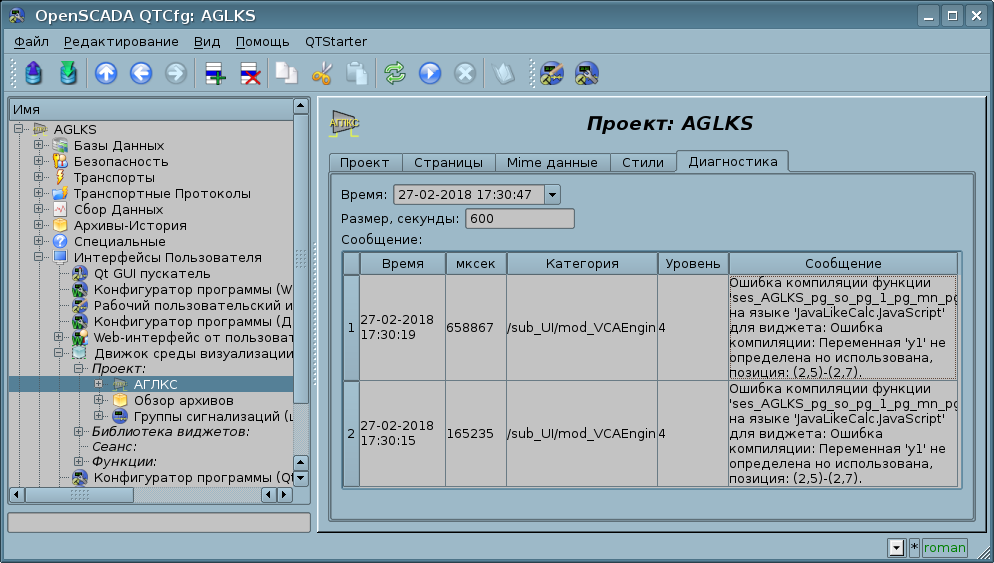 OpenSCADA QTCfg: AGLKS
Файл Редактирование Вид Помощь QTStarter
Имя
AGLKS
Базы Данных
Безопасность
Транспорты
Транспортные Протоколы
Сбор Данных
Архивы-История
Специальные
Интерфейсы Пользователя
Qt GUI пускатель
Конфигуратор программы (W
Рабочий пользовательский и
Конфигуратор программы (Д
Web-интерфейс от пользоват
Движок среды визуализации
Проект:
АГЛКС
Обзор архивов
Группы сигнализаций (ц
Библиотека виджетов:
Сеанс:
Функции:
Конфигуратор программы (Qt
АГЛКС
Проект: AGLKS
Проект Страницы Mime данные Стили Диагностика
Время: 27-02-2018 17:30:47
Размер, секунды: 600
Сообщение:
Время мксек Категория Уровень Сообщение
1 27-02-2018 17:30:19 658867 /sub_UI/mod_VCAEngin 4
Ошибка компиляции функции
'ses_AGLKS_pg_so_pg_1_pg_mn_pg
на языке 'JavaLikeCalc.JavaScript'
для виджета: Ошибка
компиляции: Переменная 'y1' не
определена но использована,
позиция: (2,5)-(2,7).
2 27-02-2018 17:30:15 165235 /sub_UI/mod_VCAEngin 4
Ошибка компиляции функции
'ses_AGLKS_pg_so_pg_1_pg_mn_pg
на языке 'JavaLikeCalc.JavaScript'
для виджета: Ошибка
компиляции: Переменная 'y1' не
определена но использована,
позиция: (2,5)-(2,7).
* roman